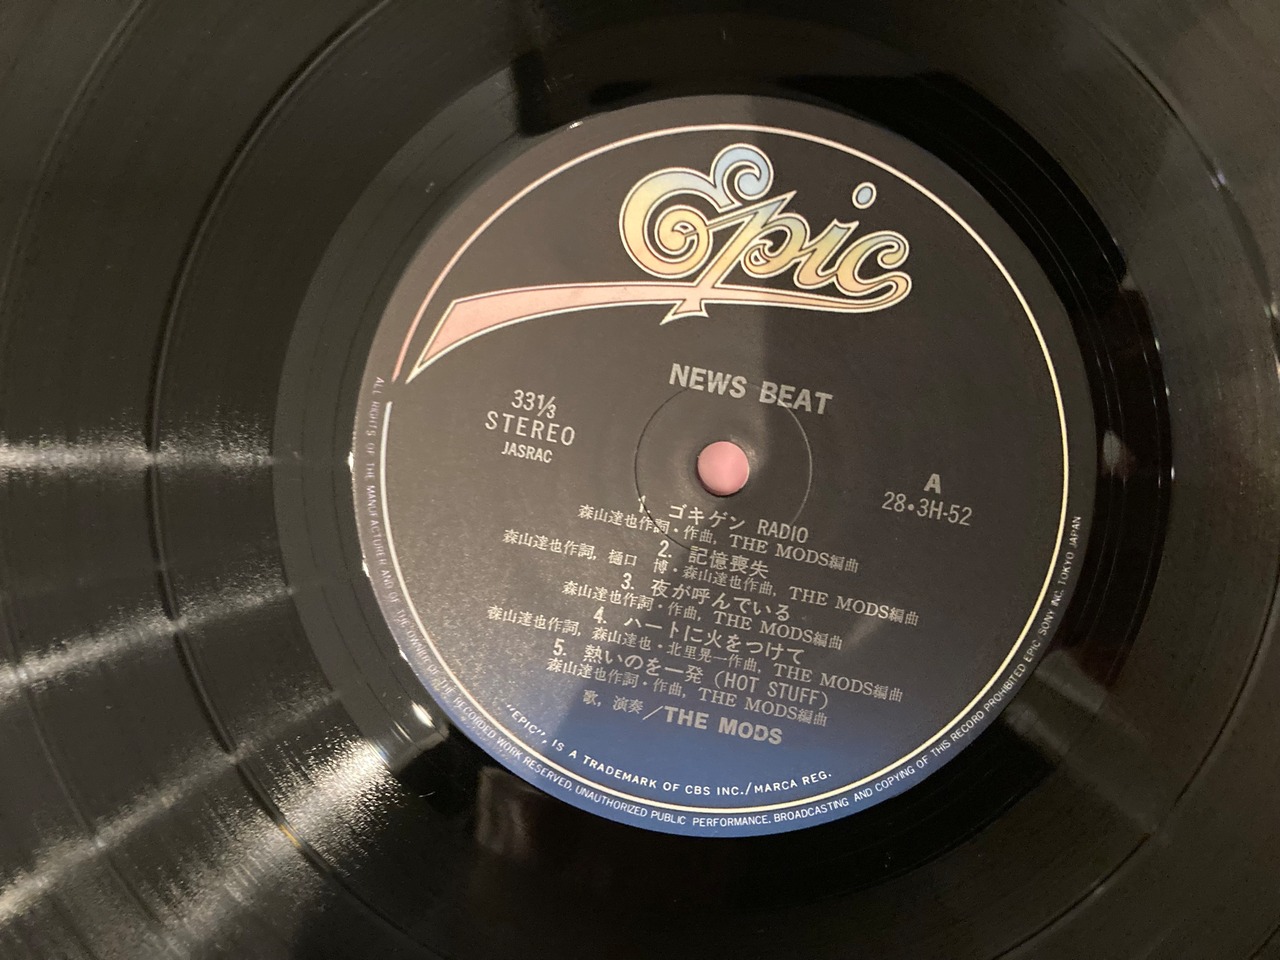 Epic
NEWS BEAT
33⅓
STEREO
JASRAC
A
28・3H-52
1. ゴキゲン RADIO
森山達也作詞・作曲, THE MODS編曲
2. 記憶喪失
森山達也作詞, 樋口 博・森山達也作曲, THE MODS編曲
3. 夜が呼んでいる
森山達也作詞・作曲, THE MODS編曲
4. ハートに火をつけて
森山達也作詞, 森山達也・北里晃一作曲, THE MODS編曲
5. 熱いのを一発 (HOT STUFF)
森山達也作詞・作曲, THE MODS編曲
歌, 演奏／THE MODS
"EPIC", IS A TRADEMARK OF CBS INC./MARCA REG.
ALL RIGHTS OF THE MANUFACTURER AND OF THE OWNER OF THE RECORDED WORK RESERVED, UNAUTHORIZED PUBLIC PERFORMANCE, BROADCASTING AND COPYING OF THIS RECORD PROHIBITED EPIC・SONY INC. TOKYO JAPAN